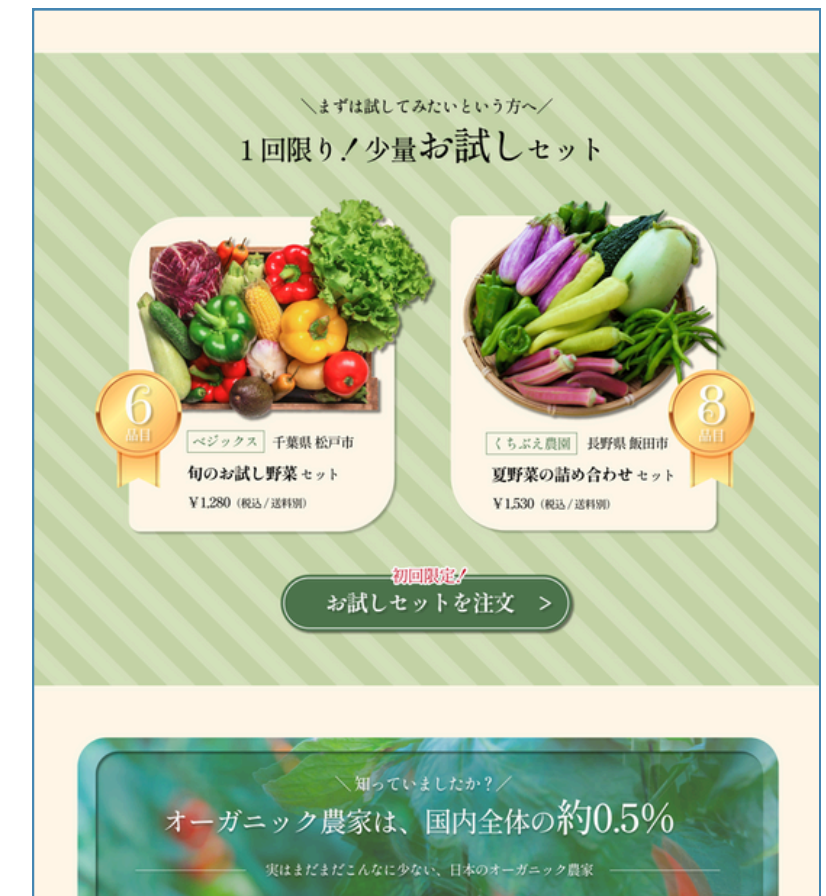 ＼まずは試してみたいという方へ／
1回限り！少量お試しセット
6
品目
ベジックス 千葉県 松戸市
旬のお試し野菜セット
￥1,280（税込 / 送料別）
8
品目
くちぶえ農園 長野県 飯田市
夏野菜の詰め合わせセット
￥1,530（税込 / 送料別）
初回限定！
お試しセットを注文 >
＼知っていましたか？／
オーガニック農家は、国内全体の約0.5%
実はまだまだこんなに少ない、日本のオーガニック農家